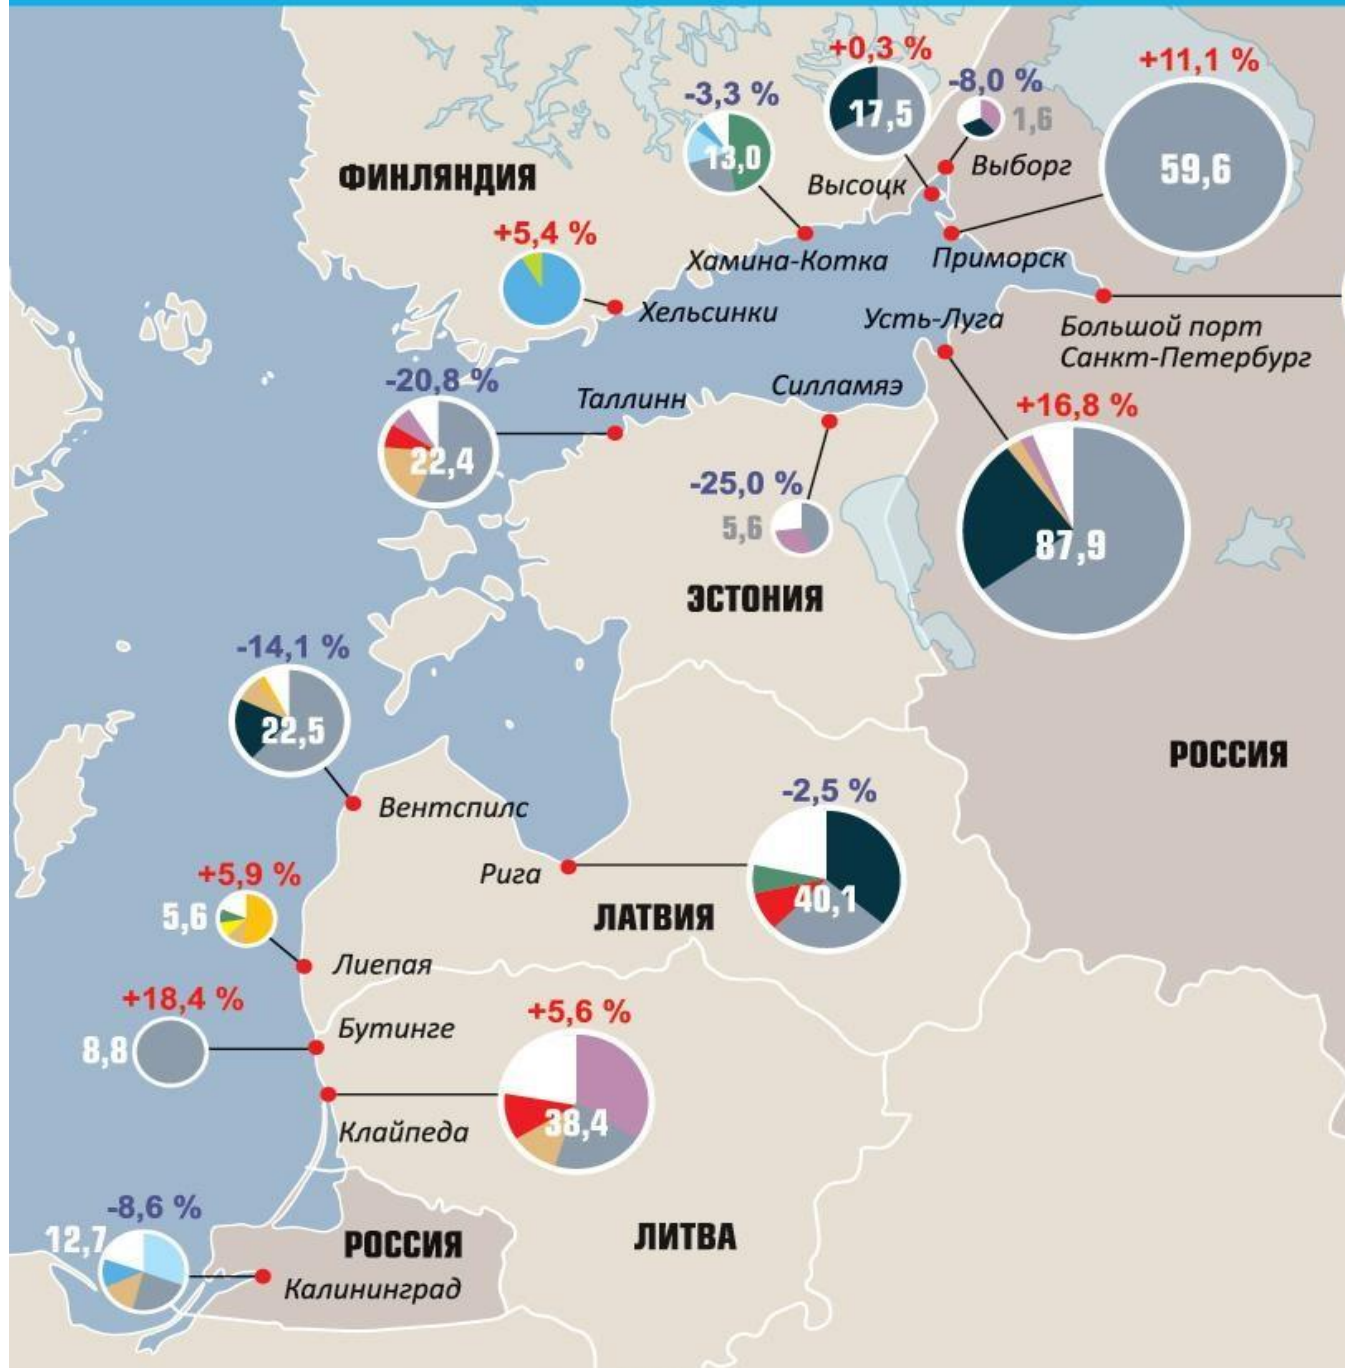 +0,3 %
+11,1 %
-8,0 %
-3,3 %
17,5
1,6
13,0
59,6
ФИНЛЯНДИЯ
Высоцк
Выборг
+5,4 %
Хамина-Котка
Приморск
Хельсинки
Усть-Луга
Большой порт
Санкт-Петербург
-20,8 %
Таллинн
Силламяэ
+16,8 %
22,4
-25,0 %
5,6
87,9
ЭСТОНИЯ
-14,1 %
22,5
РОССИЯ
Вентспилс
-2,5 %
Рига
+5,9 %
5,6
40,1
ЛАТВИЯ
Лиепая
+18,4 %
+5,6 %
Бутинге
8,8
38,4
Клайпеда
-8,6 %
12,7
РОССИЯ
ЛИТВА
Калининград